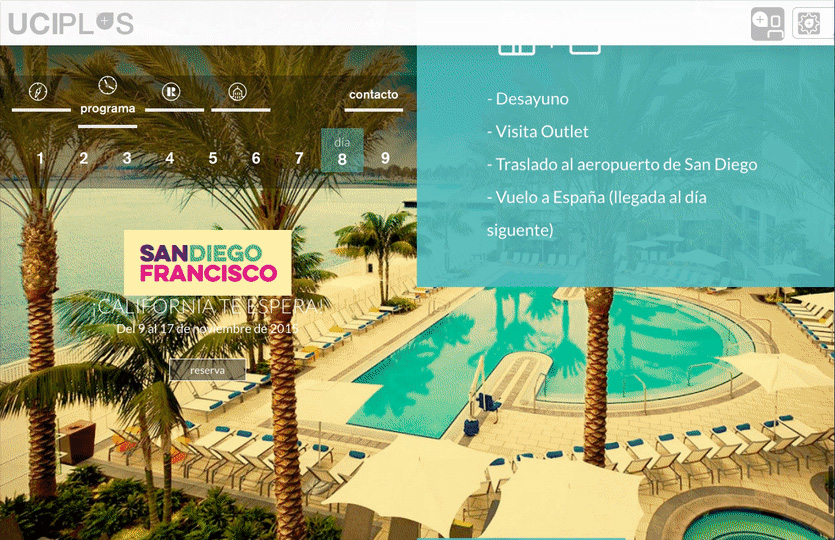 UCIPLUS
programa
contacto
día
1 2 3 4 5 6 7 8 9
SANDIEGO
FRANCISCO
¡CALIFORNIA TE ESPERA!
Del 9 al 17 de noviembre de 2015
reserva
- Desayuno
- Visita Outlet
- Traslado al aeropuerto de San Diego
- Vuelo a España (llegada al día
siguente)